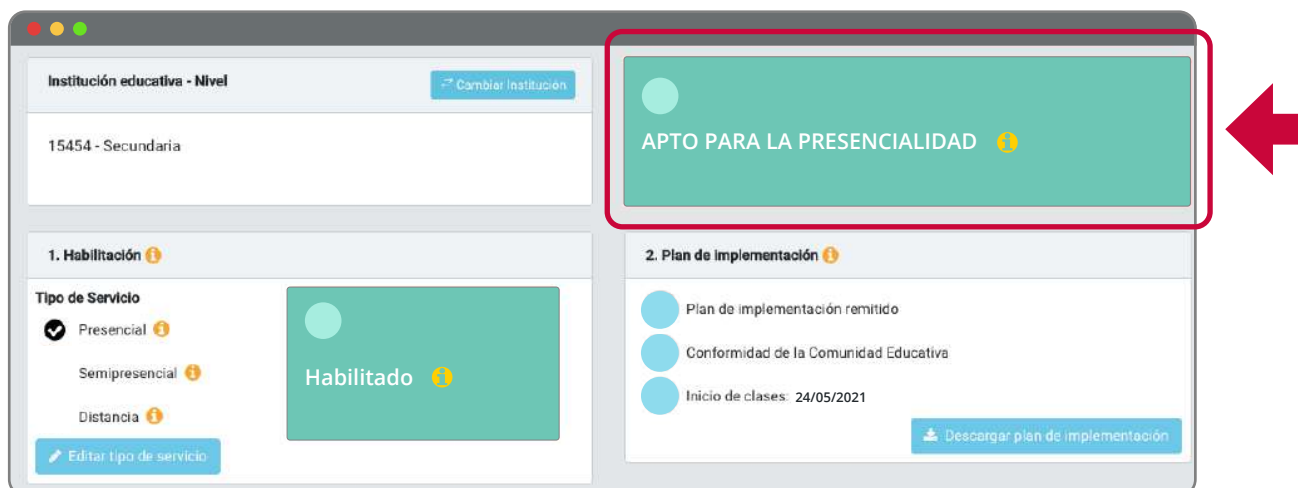 Institución educativa - Nivel
Cambiar Institución
15454 - Secundaria
APTO PARA LA PRESENCIALIDAD
1. Habilitación
Tipo de Servicio
Presencial
Semipresencial
Distancia
Editar tipo de servicio
Habilitado
2. Plan de implementación
Plan de implementación remitido
Conformidad de la Comunidad Educativa
Inicio de clases: 24/05/2021
Descargar plan de implementación